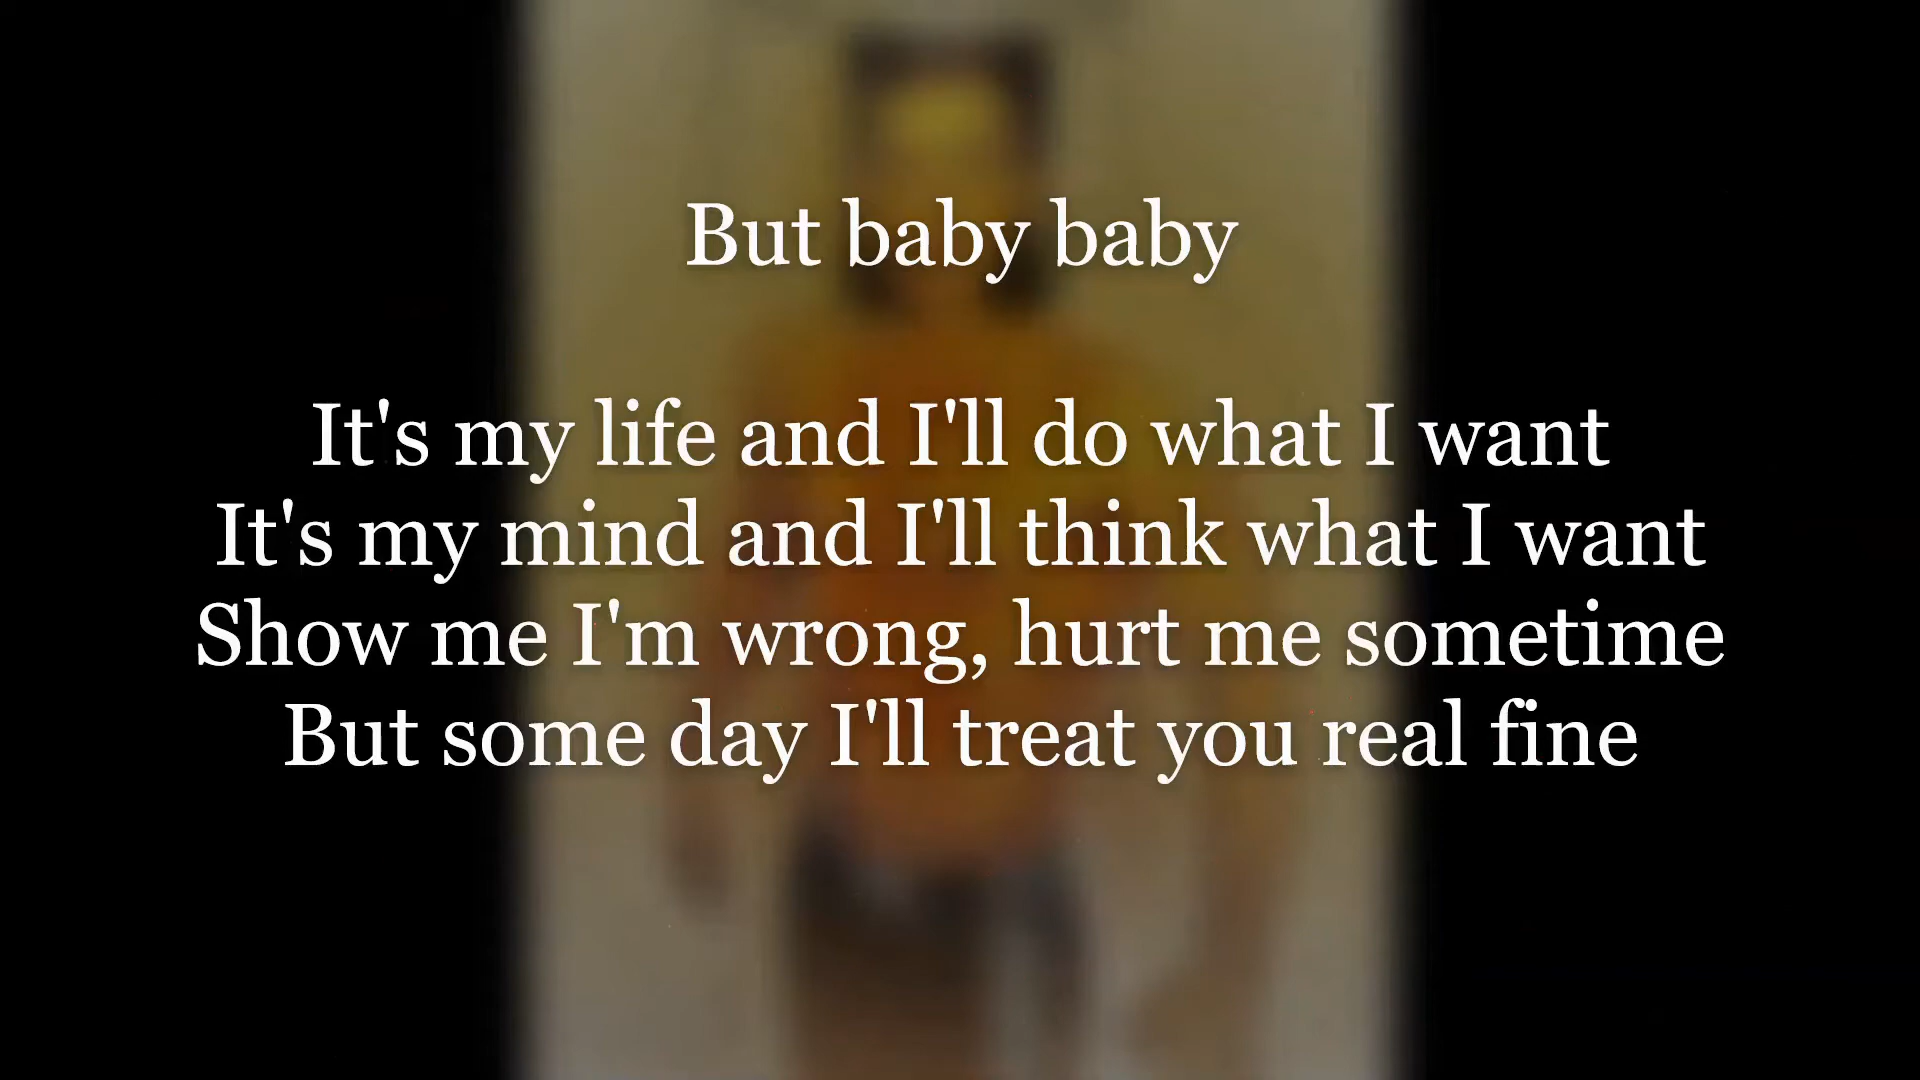 But baby baby
It's my life and I'll do what I want
It's my mind and I'll think what I want
Show me I'm wrong, hurt me sometime
But some day I'll treat you real fine